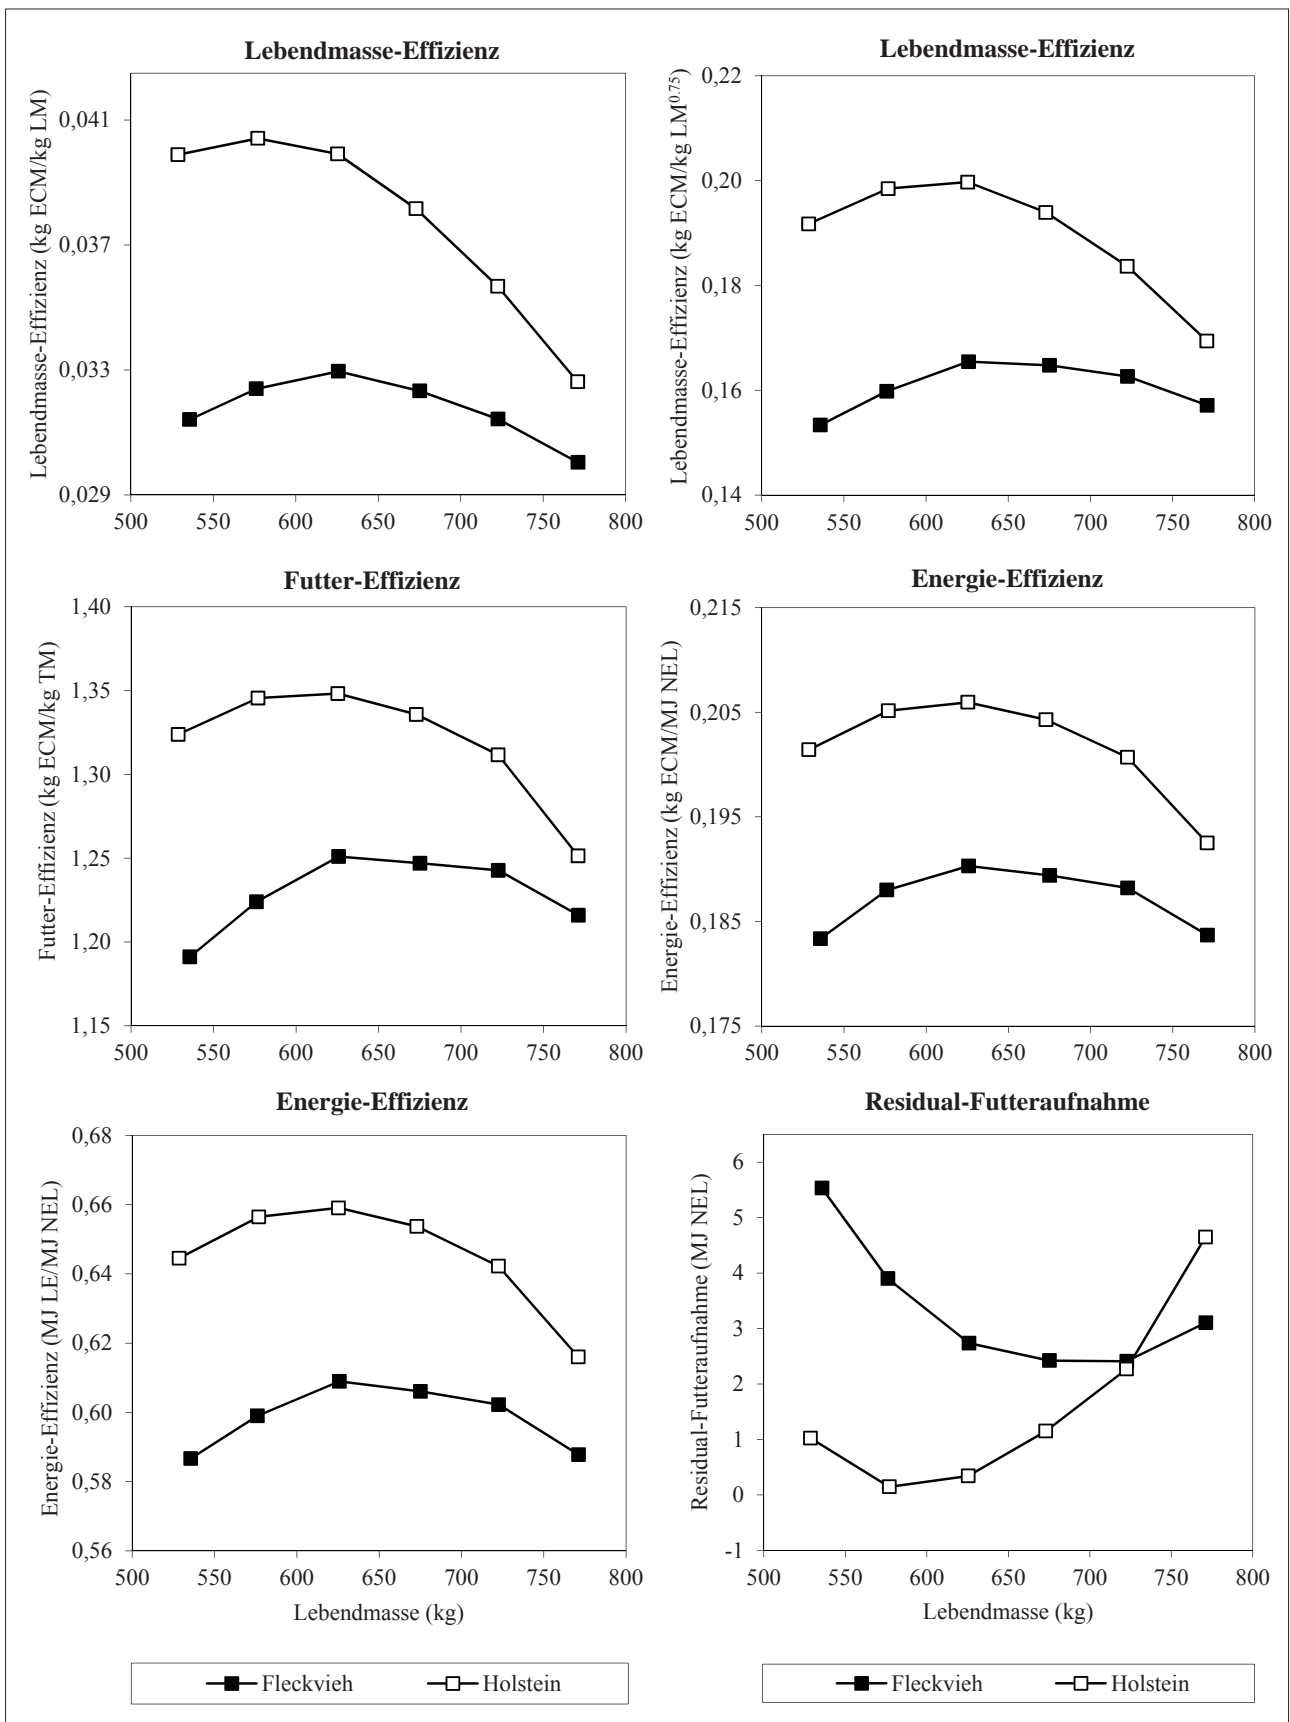 Lebendmasse-Effizienz
Lebendmasse-Effizienz (kg ECM/kg LM)
0,041
0,037
0,033
0,029
500 550 600 650 700 750 800
Lebendmasse-Effizienz
Lebendmasse-Effizienz (kg ECM/kg LM^0.75)
0,22
0,20
0,18
0,16
0,14
500 550 600 650 700 750 800
Futter-Effizienz
Futter-Effizienz (kg ECM/kg TM)
1,40
1,35
1,30
1,25
1,20
1,15
500 550 600 650 700 750 800
Energie-Effizienz
Energie-Effizienz (kg ECM/MJ NEL)
0,215
0,205
0,195
0,185
0,175
500 550 600 650 700 750 800
Energie-Effizienz
Energie-Effizienz (MJ LE/MJ NEL)
0,68
0,66
0,64
0,62
0,60
0,58
0,56
500 550 600 650 700 750 800
Lebendmasse (kg)
Residual-Futteraufnahme
Residual-Futteraufnahme (MJ NEL)
6
5
4
3
2
1
0
-1
500 550 600 650 700 750 800
Lebendmasse (kg)
Fleckvieh Holstein
Fleckvieh Holstein